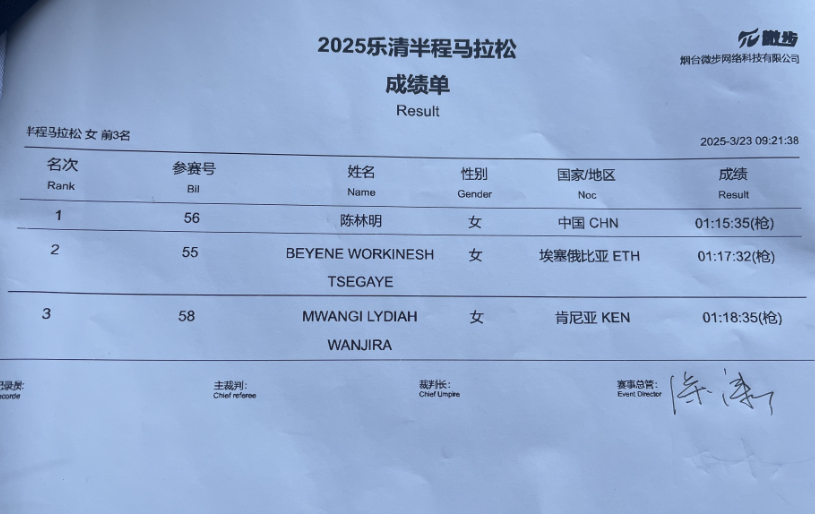 2025乐清半程马拉松
微步
成绩单
烟台微步网络科技有限公司
Result
半程马拉松 女 前3名
2025-3/23 09:21:38
名次 参赛号 姓名 性别 国家/地区 成绩
Rank Bil Name Gender Noc Result
1 56 陈林明 女 中国 CHN 01:15:35(枪)
2 55 BEYENE WORKINESH 女 埃塞俄比亚 ETH 01:17:32(枪)
TSEGAYE
3 58 MWANGI LYDIAH 女 肯尼亚 KEN 01:18:35(枪)
WANJIRA
记录员: 主裁判: 裁判长: 赛事总管:
ecorde Chief referee Chief Umpire Event Director